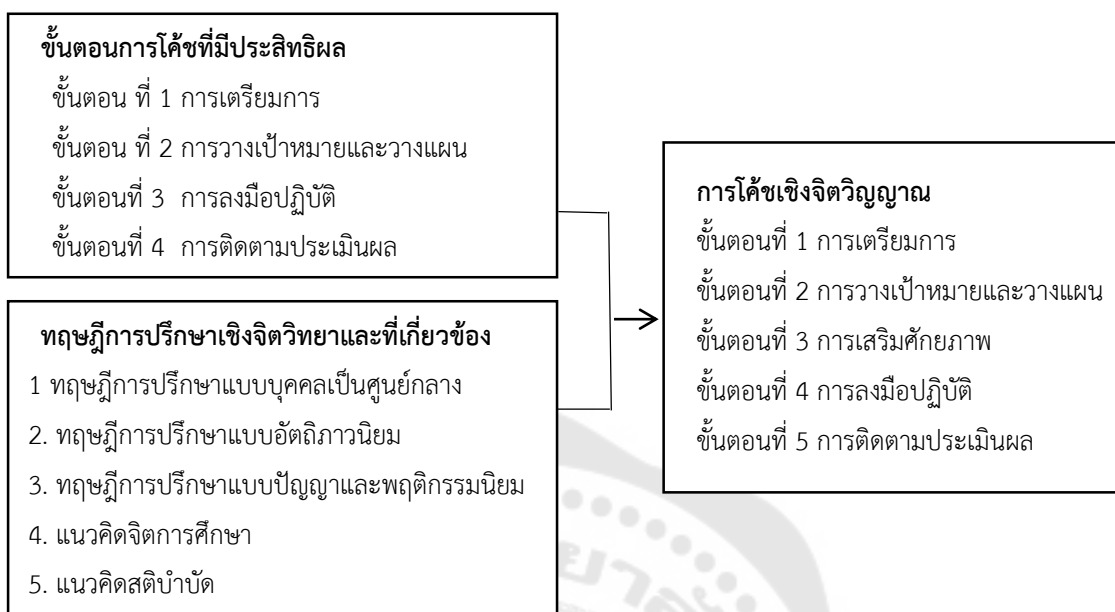 ขั้นตอนการโค้ชที่มีประสิทธิผล
ขั้นตอน ที่ 1 การเตรียมการ
ขั้นตอน ที่ 2 การวางเป้าหมายและวางแผน
ขั้นตอนที่ 3 การลงมือปฏิบัติ
ขั้นตอนที่ 4 การติดตามประเมินผล
ทฤษฎีการปรึกษาเชิงจิตวิทยาและที่เกี่ยวข้อง
1 ทฤษฎีการปรึกษาแบบบุคคลเป็นศูนย์กลาง
2. ทฤษฎีการปรึกษาแบบอัตถิภาวนิยม
3. ทฤษฎีการปรึกษาแบบปัญญาและพฤติกรรมนิยม
4. แนวคิดจิตการศึกษา
5. แนวคิดสติบำบัด
การโค้ชเชิงจิตวิญญาณ
ขั้นตอนที่ 1 การเตรียมการ
ขั้นตอนที่ 2 การวางเป้าหมายและวางแผน
ขั้นตอนที่ 3 การเสริมศักยภาพ
ขั้นตอนที่ 4 การลงมือปฏิบัติ
ขั้นตอนที่ 5 การติดตามประเมินผล